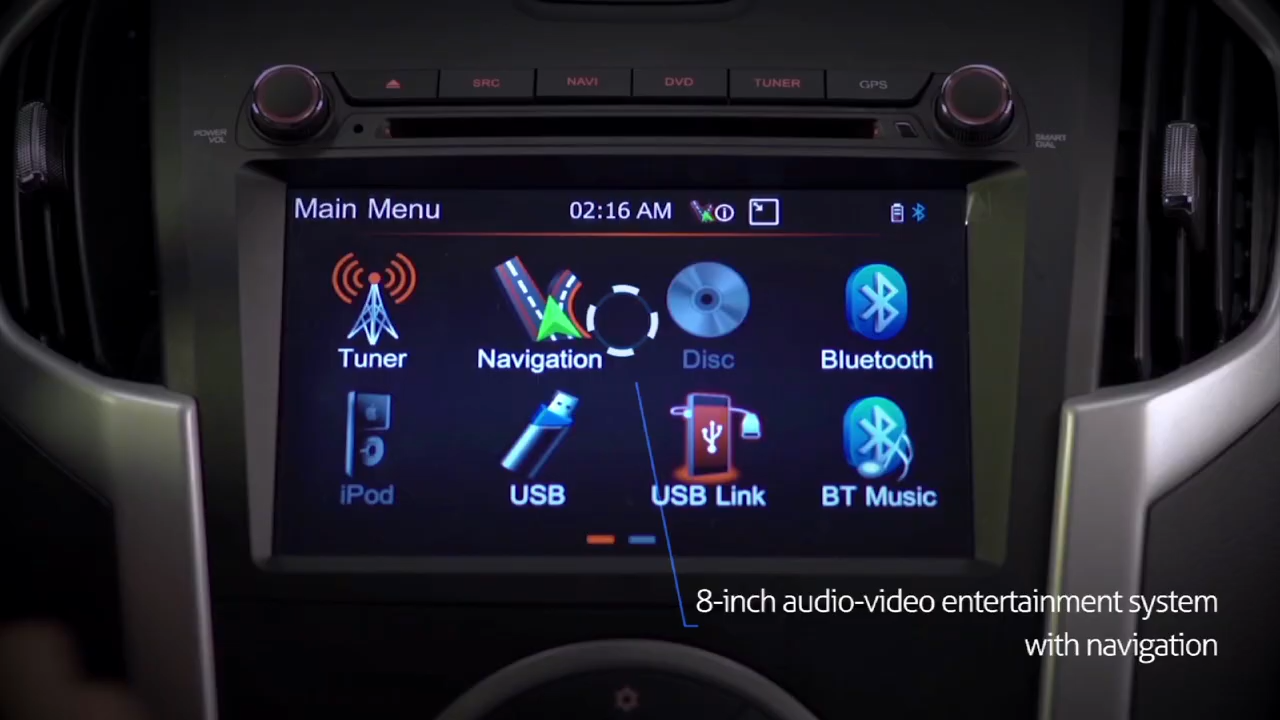 SRC NAVI DVD TUNER GPS
POWER
VOL
SMART
DIAL
Main Menu 02:16 AM
Tuner Navigation Disc Bluetooth
iPod USB USB Link BT Music
8-inch audio-video entertainment system
with navigation